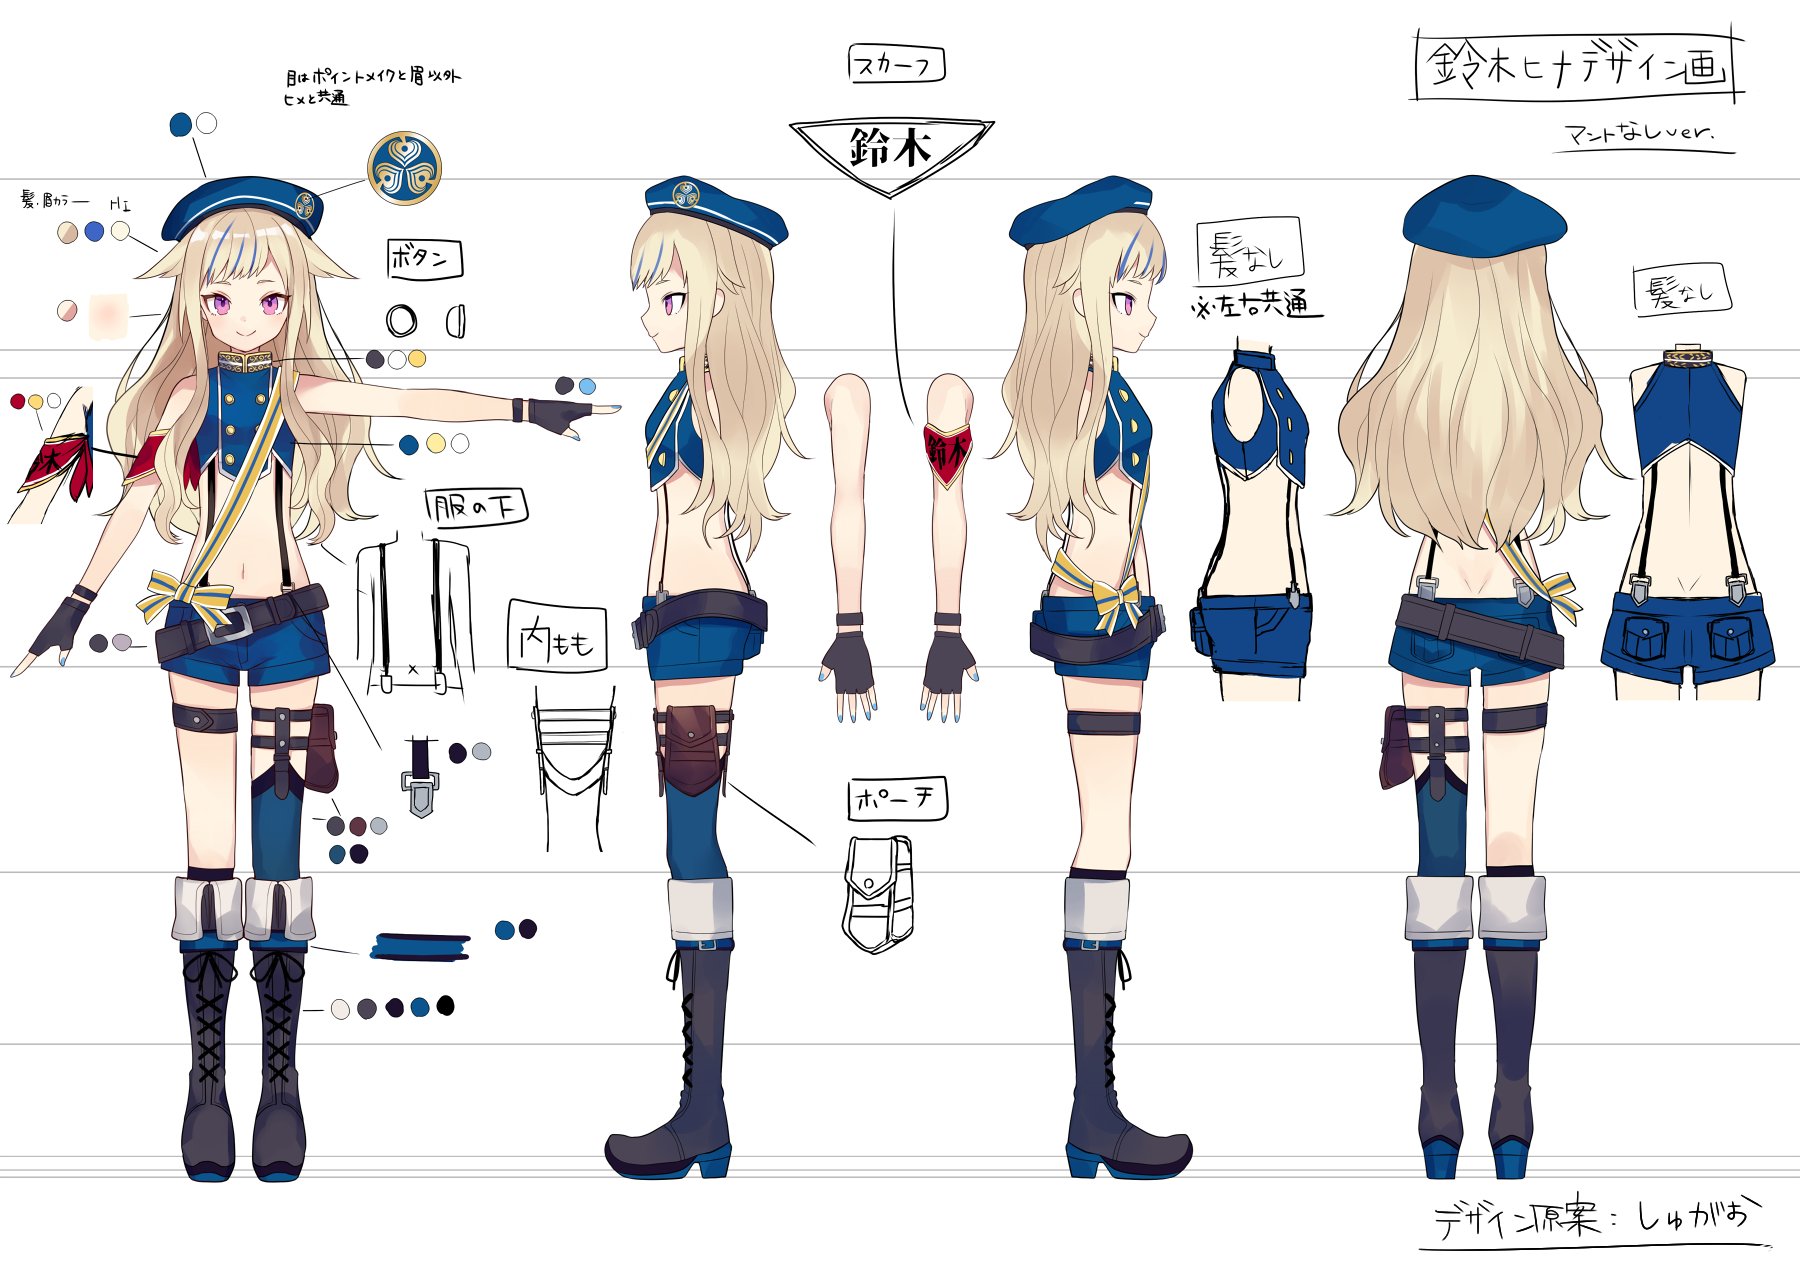 鈴木ヒナデザイン画
マントなしver.
目はポイントメイクと眉以外
ヒメと共通
スカーフ
鈴木
髪・眉カラー
Hi
ボタン
髪なし
※左右共通
髪なし
鈴木
服の下
内もも
ポーチ
デザイン原案：しゅがお